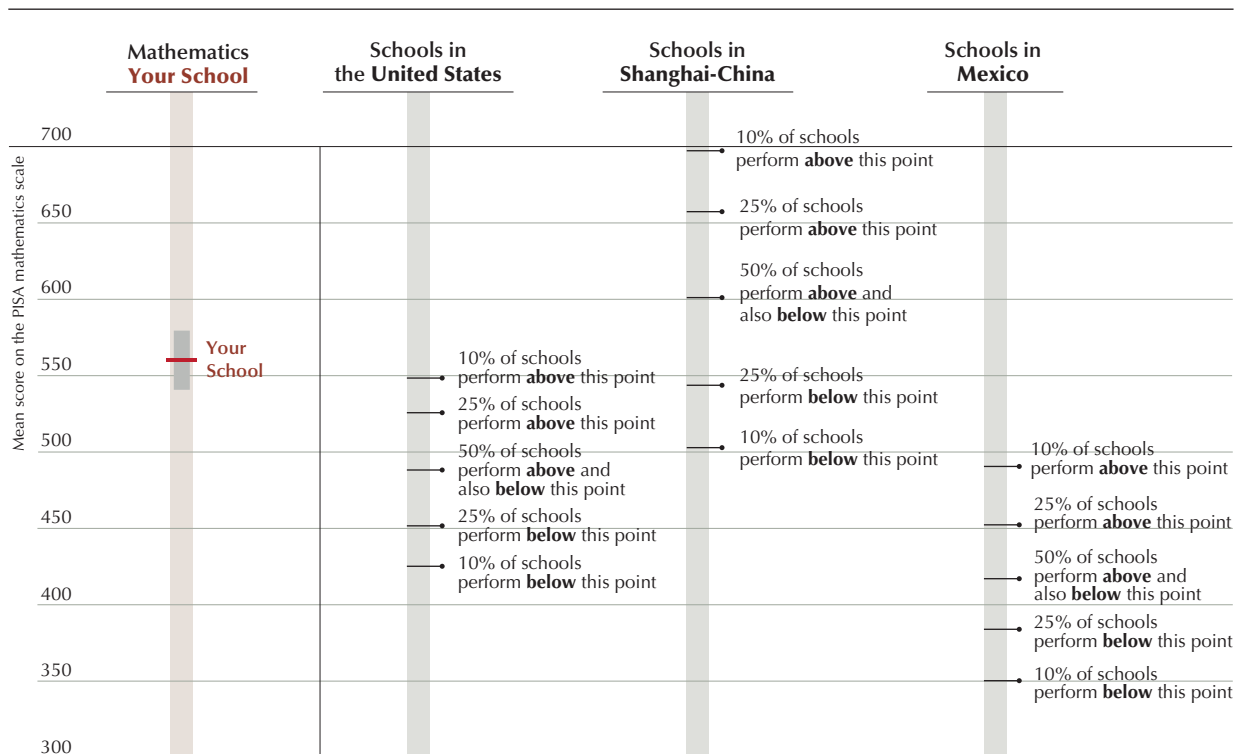 Mathematics
Your School
Schools in
the United States
Schools in
Shanghai-China
Schools in
Mexico
Mean score on the PISA mathematics scale
700
650
600
550
500
450
400
350
300
Your
School
10% of schools
perform above this point
25% of schools
perform above this point
50% of schools
perform above and
also below this point
25% of schools
perform below this point
10% of schools
perform below this point
10% of schools
perform above this point
25% of schools
perform above this point
50% of schools
perform above and
also below this point
25% of schools
perform below this point
10% of schools
perform below this point
10% of schools
perform above this point
25% of schools
perform above this point
50% of schools
perform above and
also below this point
25% of schools
perform below this point
10% of schools
perform below this point